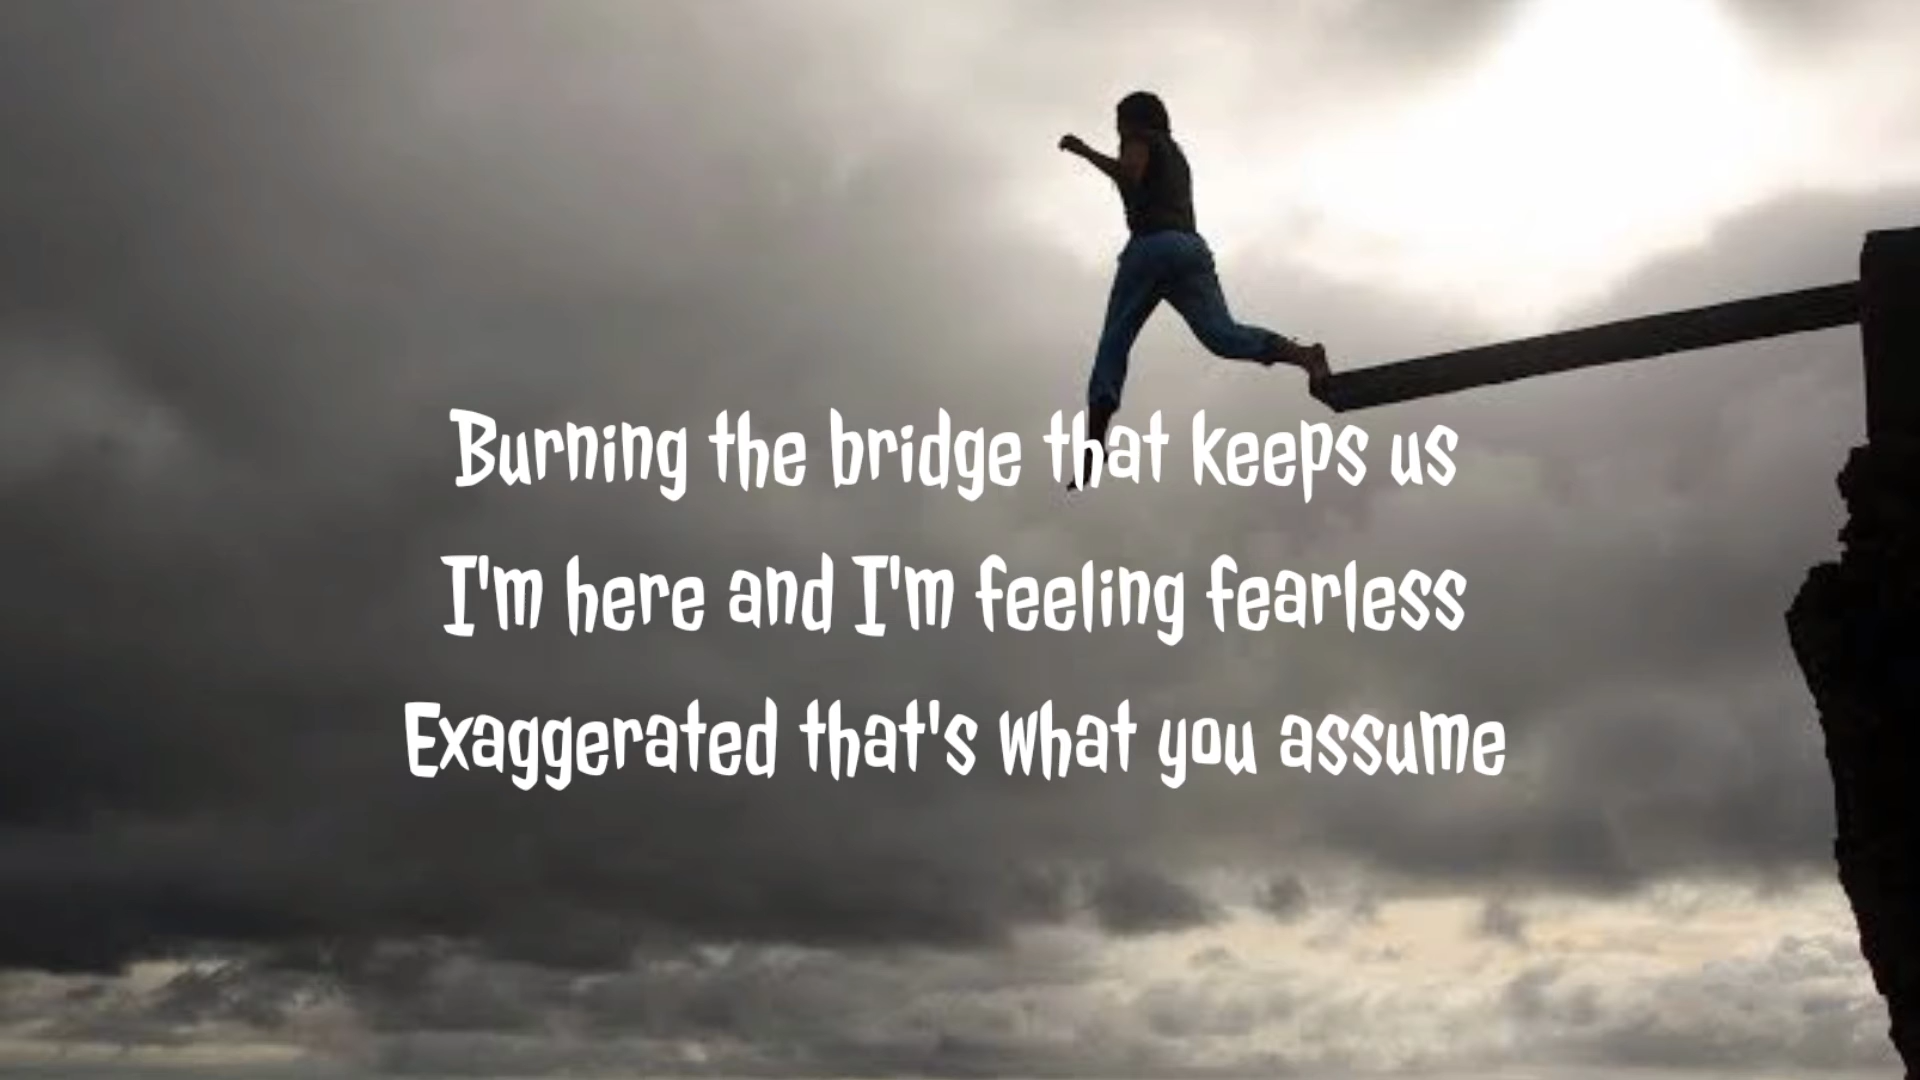 Burning the bridge that keeps us
I'm here and I'm feeling fearless
Exaggerated that's what you assume